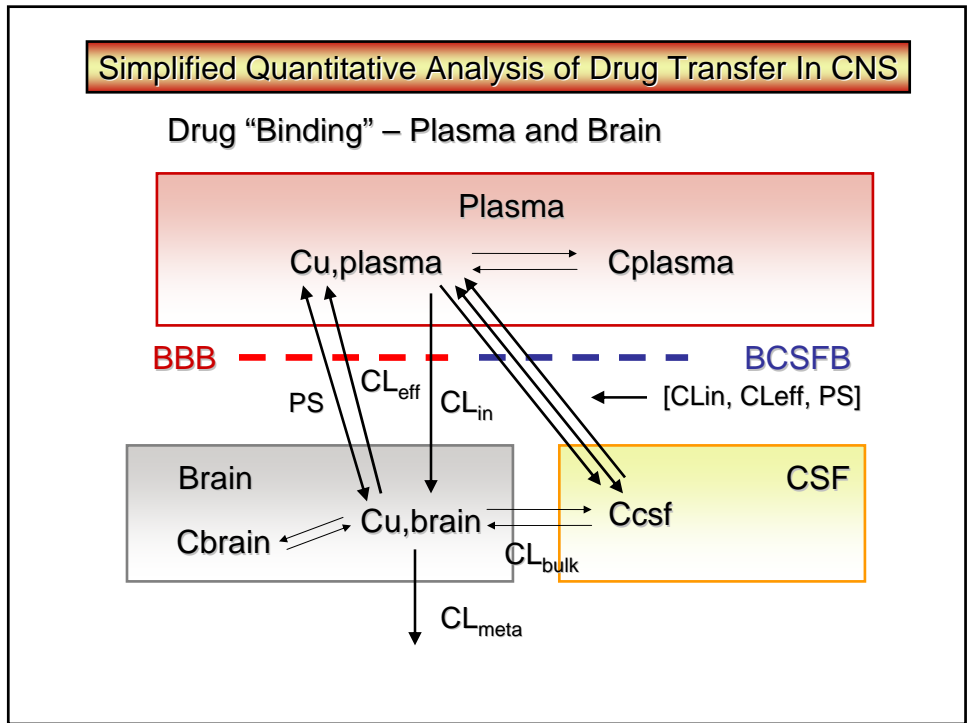 Simplified Quantitative Analysis of Drug Transfer In CNS
Drug “Binding” – Plasma and Brain
Plasma
Cu,plasma
Cplasma
BBB
BCSFB
PS
CLeff
CLin
[CLin, CLeff, PS]
Brain
CSF
Cu,brain
Ccsf
Cbrain
CLbulk
CLmeta